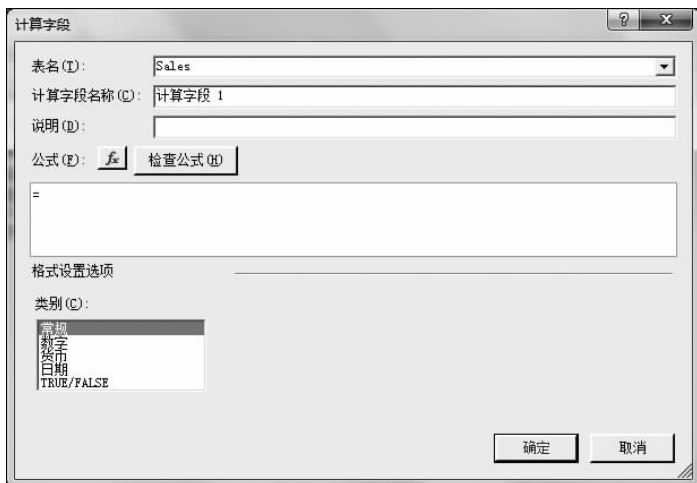 计算字段
表名(T):
Sales
计算字段名称(C):
计算字段 1
说明(D):
公式(F):
fx
检查公式(H)
=
格式设置选项
类别(C):
常规
数字
货币
日期
TRUE/FALSE
确定
取消